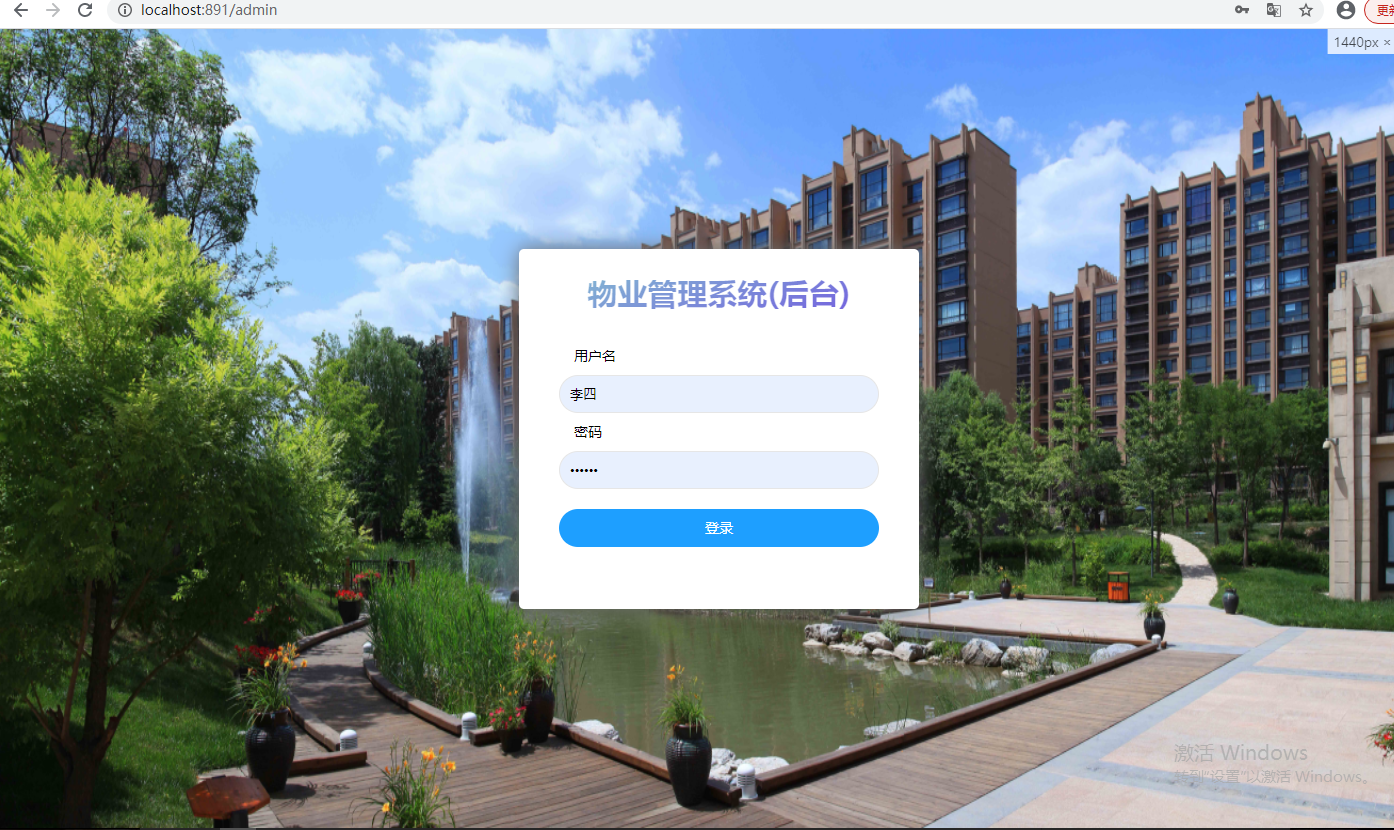 localhost:891/admin
更新
1440px ×
物业管理系统(后台)
用户名
李四
密码
••••••
登录
激活 Windows
转到"设置"以激活 Windows。